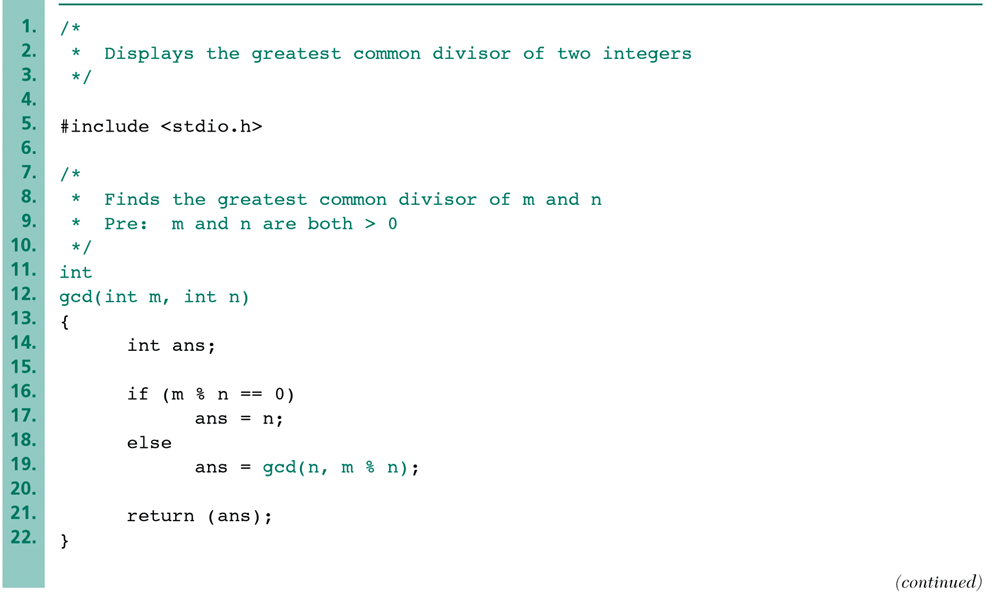 1. /*
2.  *  Displays the greatest common divisor of two integers
3.  */
4.
5. #include <stdio.h>
6.
7. /*
8.  *  Finds the greatest common divisor of m and n
9.  *  Pre:  m and n are both > 0
10.  */
11. int
12. gcd(int m, int n)
13. {
14.       int ans;
15.
16.       if (m % n == 0)
17.             ans = n;
18.       else
19.             ans = gcd(n, m % n);
20.
21.       return (ans);
22. }
(continued)